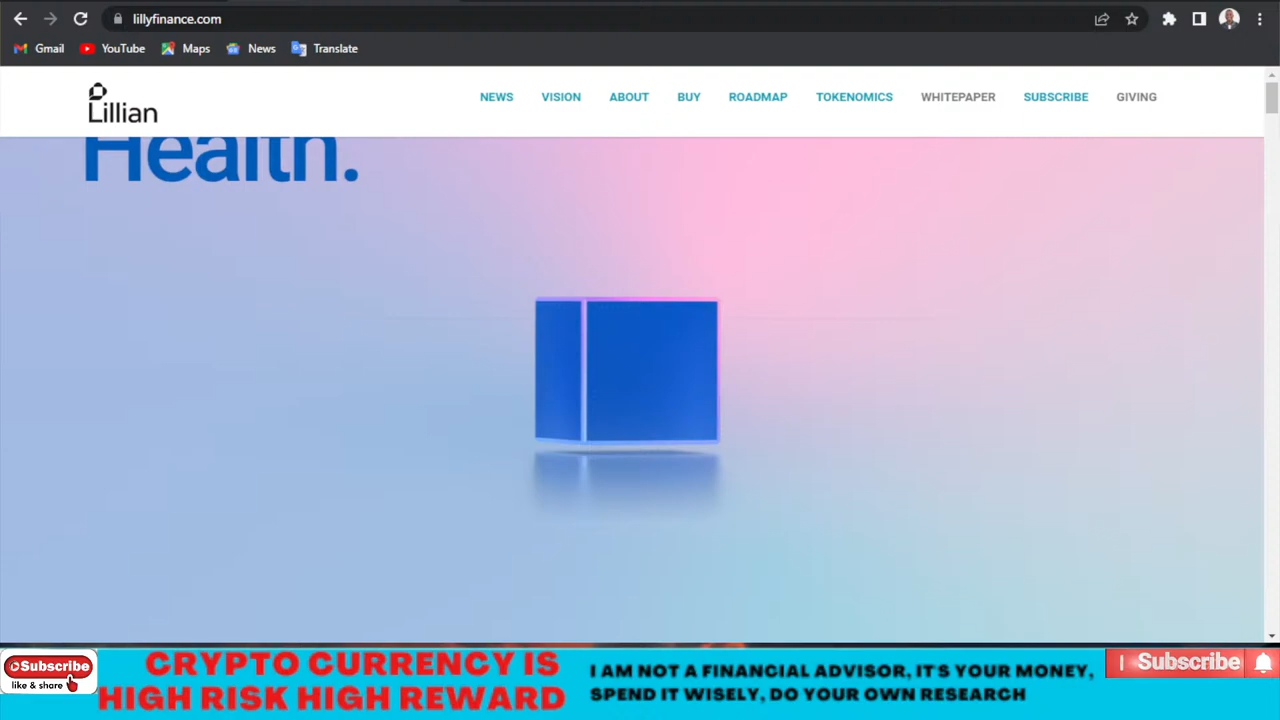 lillyfinance.com
Gmail YouTube Maps News Translate
Lillian
NEWS VISION ABOUT BUY ROADMAP TOKENOMICS WHITEPAPER SUBSCRIBE GIVING
Health.
Subscribe
like & share
CRYPTO CURRENCY IS
HIGH RISK HIGH REWARD
I AM NOT A FINANCIAL ADVISOR, IT'S YOUR MONEY,
SPEND IT WISELY, DO YOUR OWN RESEARCH
Subscribe